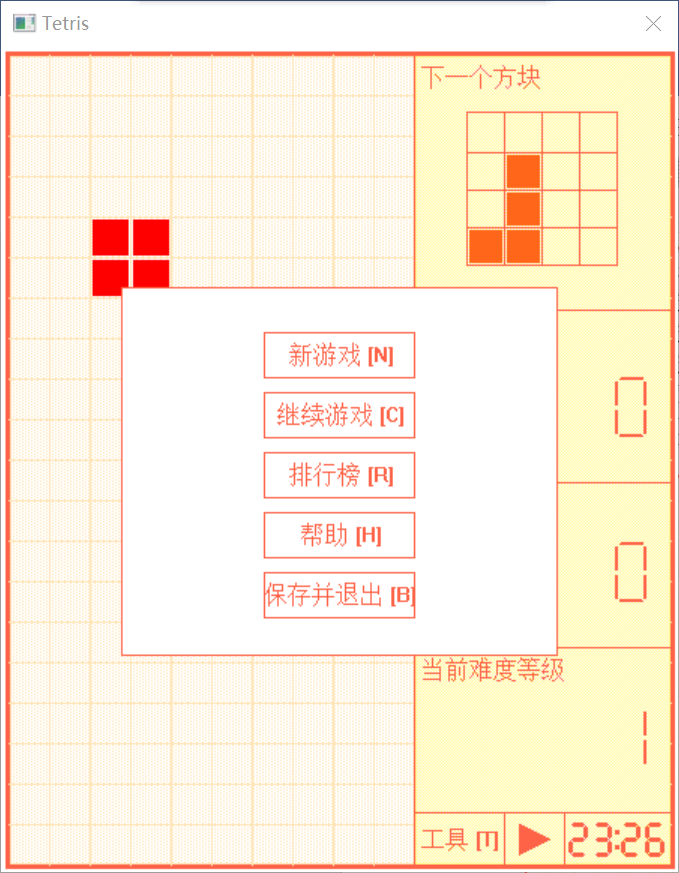 Tetris
下一个方块
新游戏 [N]
0
继续游戏 [C]
排行榜 [R]
帮助 [H]
0
保存并退出 [B]
当前难度等级
1
工具 [T]
23:26